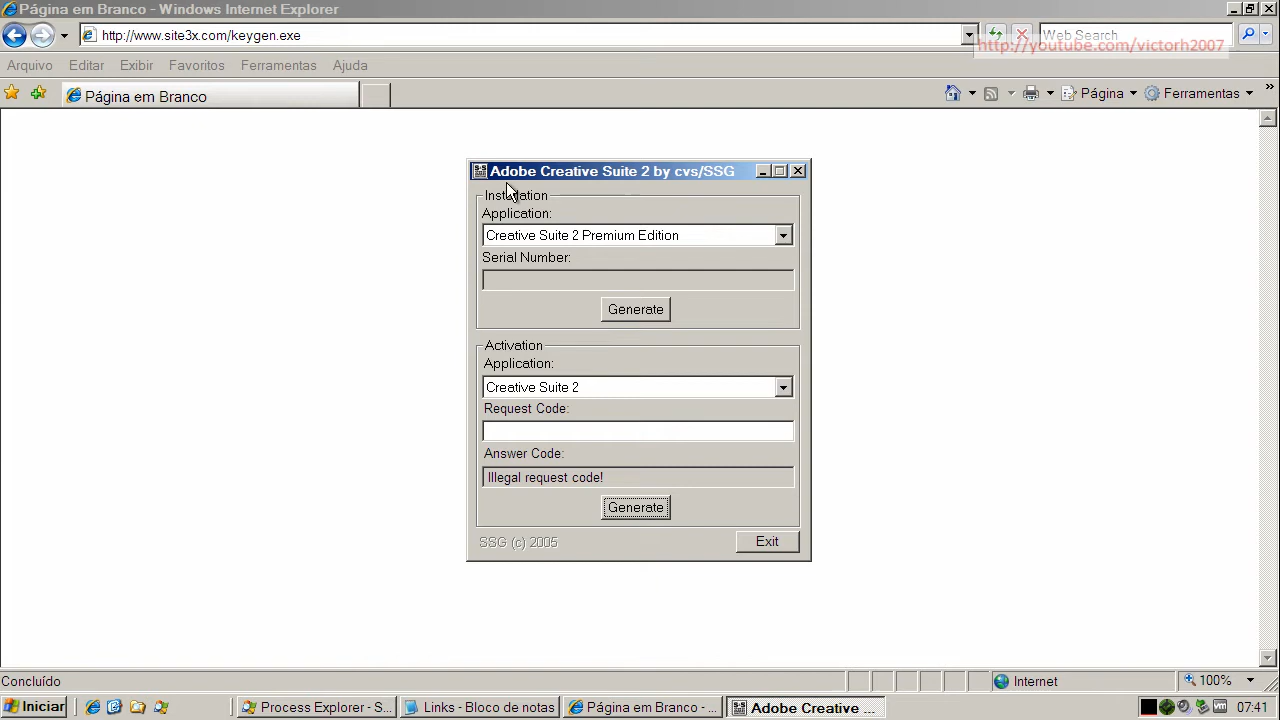 Página em Branco - Windows Internet Explorer
http://www.site3x.com/keygen.exe
Web Search
http://youtube.com/victorh2007
Arquivo Editar Exibir Favoritos Ferramentas Ajuda
Página em Branco
Página Ferramentas »
Adobe Creative Suite 2 by cvs/SSG
Installation
Application:
Creative Suite 2 Premium Edition
Serial Number:
Generate
Activation
Application:
Creative Suite 2
Request Code:
Answer Code:
Illegal request code!
Generate
SSG (c) 2005 Exit
Concluído Internet 100%
Iniciar Process Explorer - S... Links - Bloco de notas Página em Branco - ... Adobe Creative ... 07:41